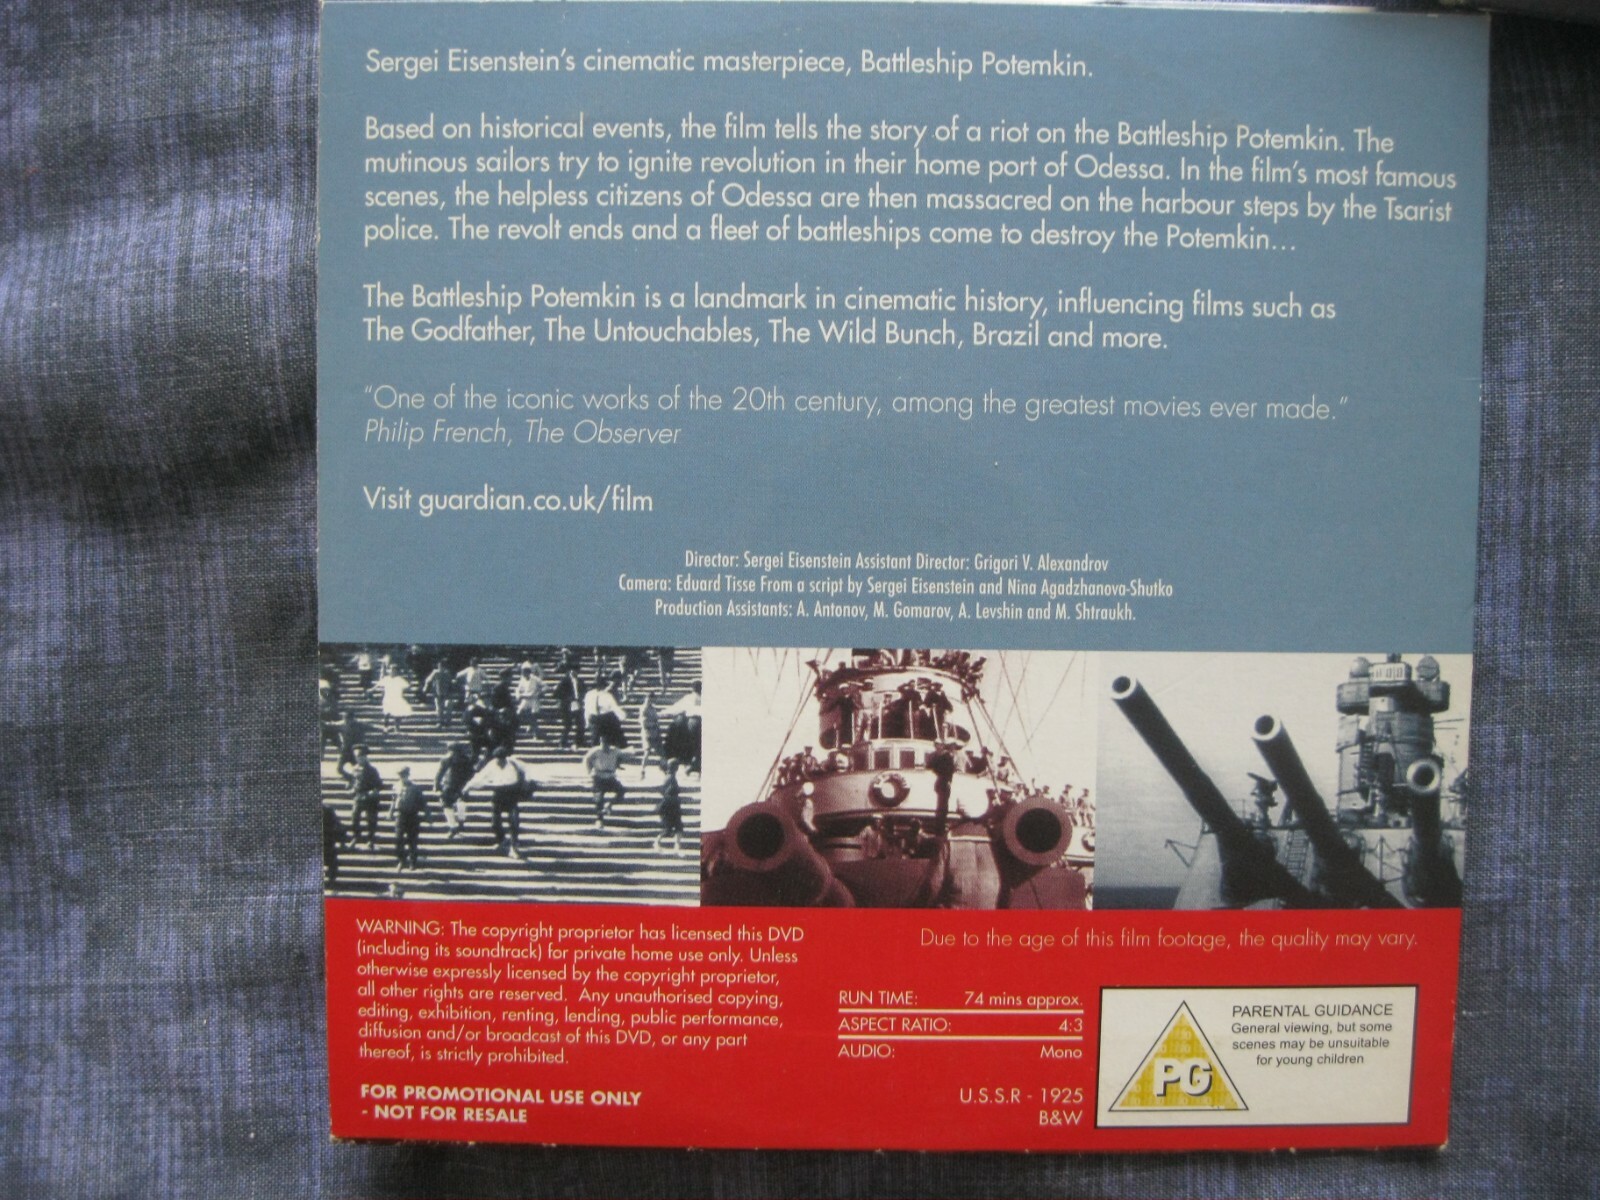 Sergei Eisenstein's cinematic masterpiece, Battleship Potemkin.
Based on historical events, the film tells the story of a riot on the Battleship Potemkin. The
mutinous sailors try to ignite revolution in their home port of Odessa. In the film's most famous
scenes, the helpless citizens of Odessa are then massacred on the harbour steps by the Tsarist
police. The revolt ends and a fleet of battleships come to destroy the Potemkin...
The Battleship Potemkin is a landmark in cinematic history, influencing films such as
The Godfather, The Untouchables, The Wild Bunch, Brazil and more.
"One of the iconic works of the 20th century, among the greatest movies ever made."
Philip French, The Observer
Visit guardian.co.uk/film
Director: Sergei Eisenstein Assistant Director: Grigori V. Alexandrov
Camera: Eduard Tisse From a script by Sergei Eisenstein and Nina Agadzhanova-Shutko
Production Assistants: A. Antonov, M. Gomarov, A. Levshin and M. Shtraukh.
WARNING: The copyright proprietor has licensed this DVD
(including its soundtrack) for private home use only. Unless
otherwise expressly licensed by the copyright proprietor,
all other rights are reserved. Any unauthorised copying,
editing, exhibition, renting, lending, public performance,
diffusion and/or broadcast of this DVD, or any part
thereof, is strictly prohibited.
FOR PROMOTIONAL USE ONLY
- NOT FOR RESALE
Due to the age of this film footage, the quality may vary.
RUN TIME: 74 mins approx.
ASPECT RATIO: 4:3
AUDIO: Mono
U.S.S.R - 1925
B&W
PG
PARENTAL GUIDANCE
General viewing, but some
scenes may be unsuitable
for young children